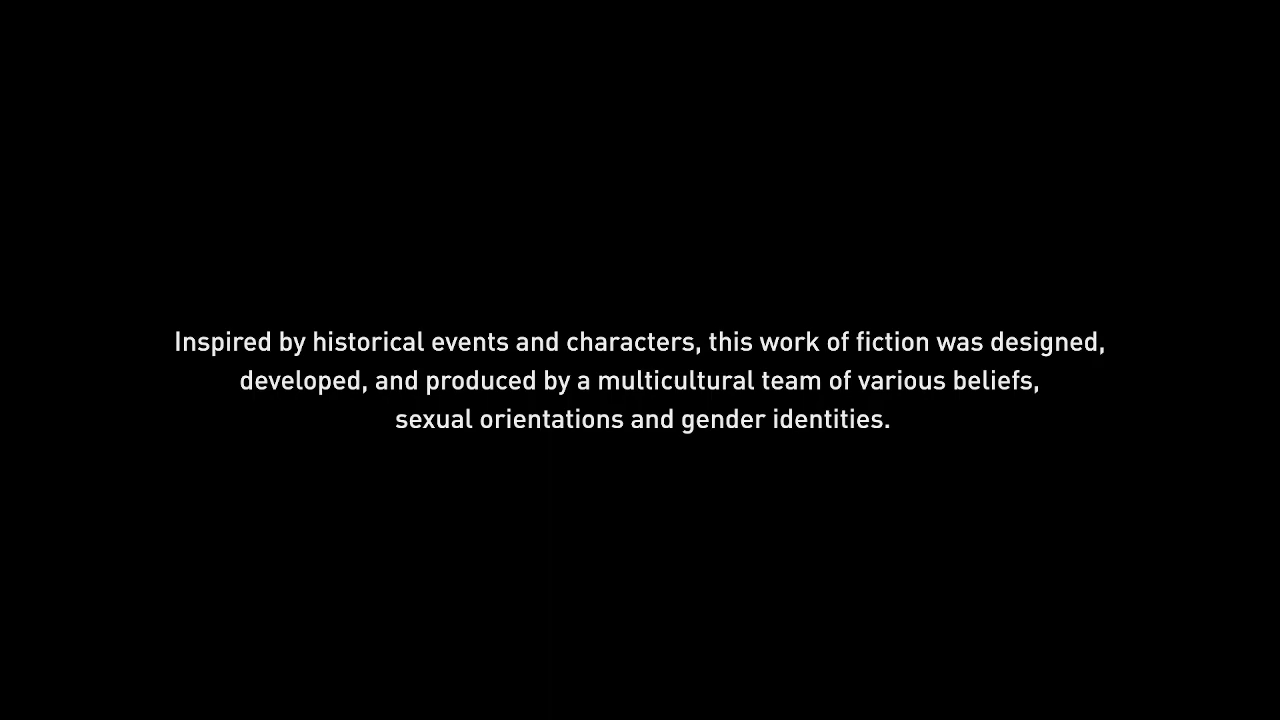 Inspired by historical events and characters, this work of fiction was designed,
developed, and produced by a multicultural team of various beliefs,
sexual orientations and gender identities.